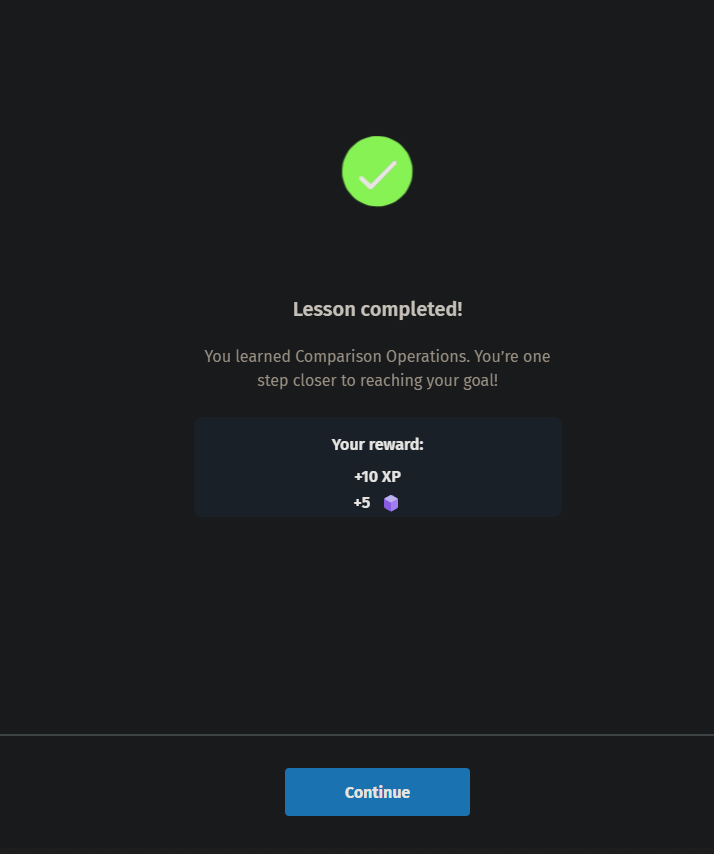 Lesson completed!
You learned Comparison Operations. You’re one
step closer to reaching your goal!
Your reward:
+10 XP
+5
Continue